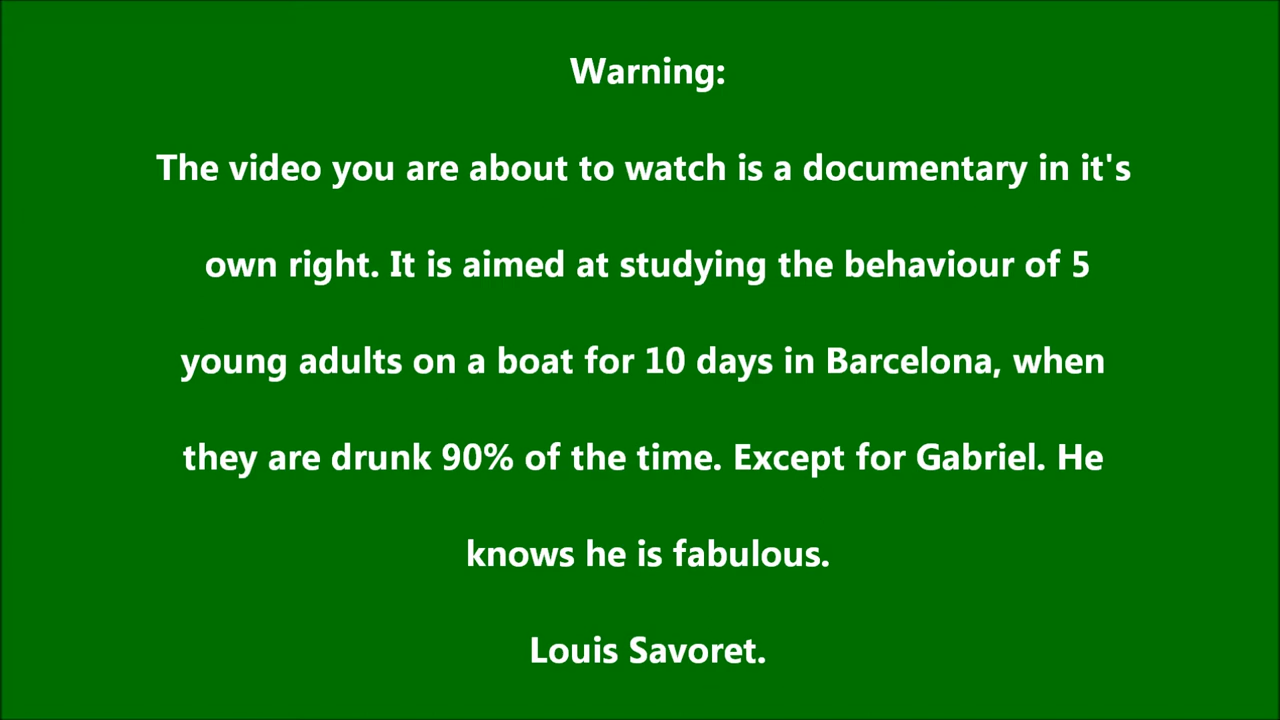 Warning:
The video you are about to watch is a documentary in it's
own right. It is aimed at studying the behaviour of 5
young adults on a boat for 10 days in Barcelona, when
they are drunk 90% of the time. Except for Gabriel. He
knows he is fabulous.
Louis Savoret.